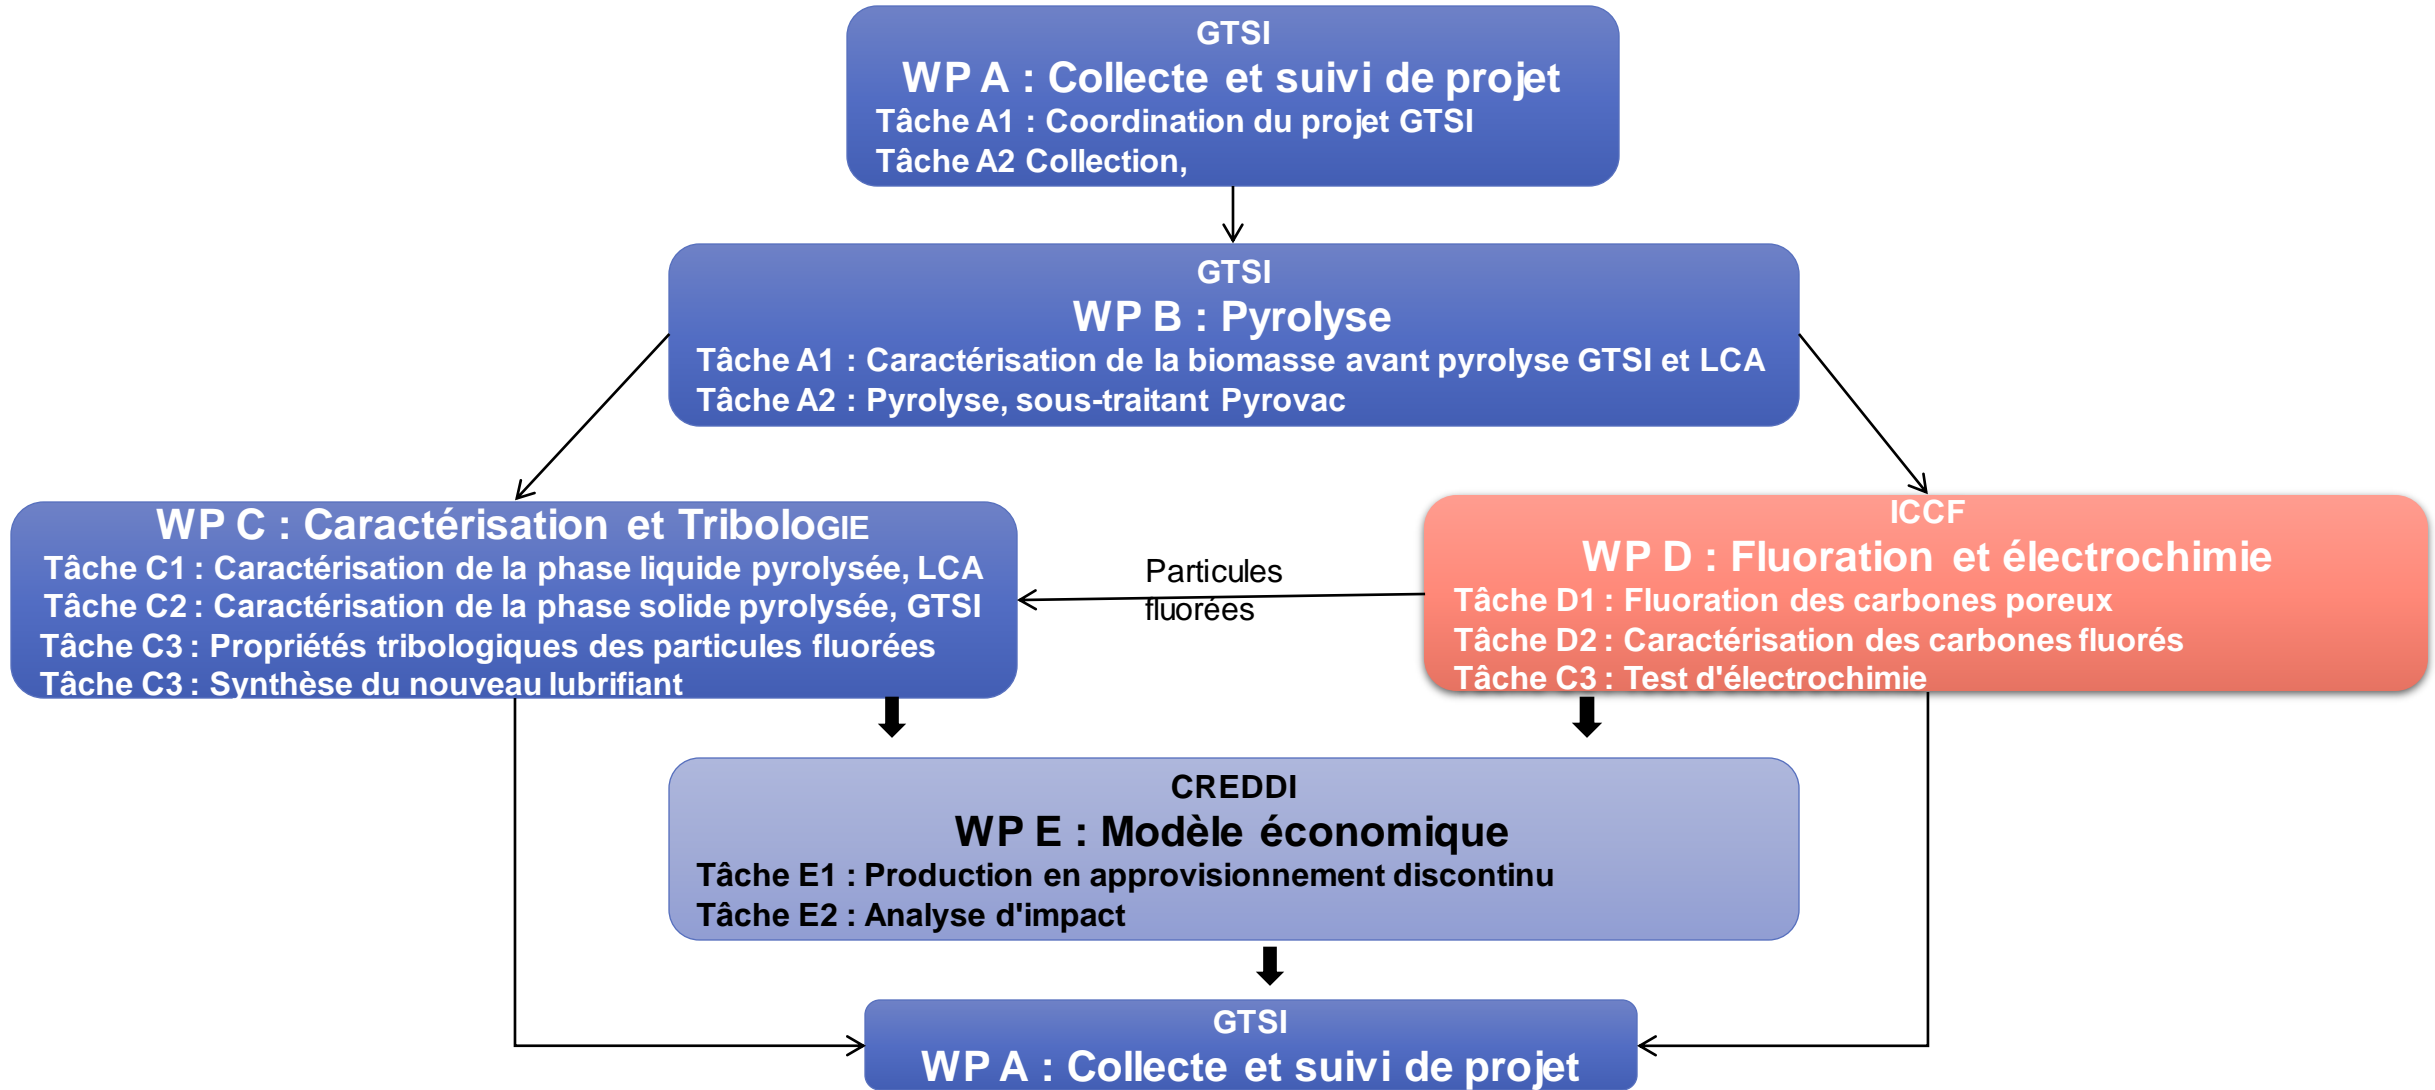 GTSI
WP A : Collecte et suivi de projet
Tâche A1 : Coordination du projet GTSI
Tâche A2 Collection,
GTSI
WP B : Pyrolyse
Tâche A1 : Caractérisation de la biomasse avant pyrolyse GTSI et LCA
Tâche A2 : Pyrolyse, sous-traitant Pyrovac
WP C : Caractérisation et TriboloGIE
Tâche C1 : Caractérisation de la phase liquide pyrolysée, LCA
Tâche C2 : Caractérisation de la phase solide pyrolysée, GTSI
Tâche C3 : Propriétés tribologiques des particules fluorées
Tâche C3 : Synthèse du nouveau lubrifiant
Particules
fluorées
ICCF
WP D : Fluoration et électrochimie
Tâche D1 : Fluoration des carbones poreux
Tâche D2 : Caractérisation des carbones fluorés
Tâche C3 : Test d'électrochimie
CREDDI
WP E : Modèle économique
Tâche E1 : Production en approvisionnement discontinu
Tâche E2 : Analyse d'impact
GTSI
WP A : Collecte et suivi de projet